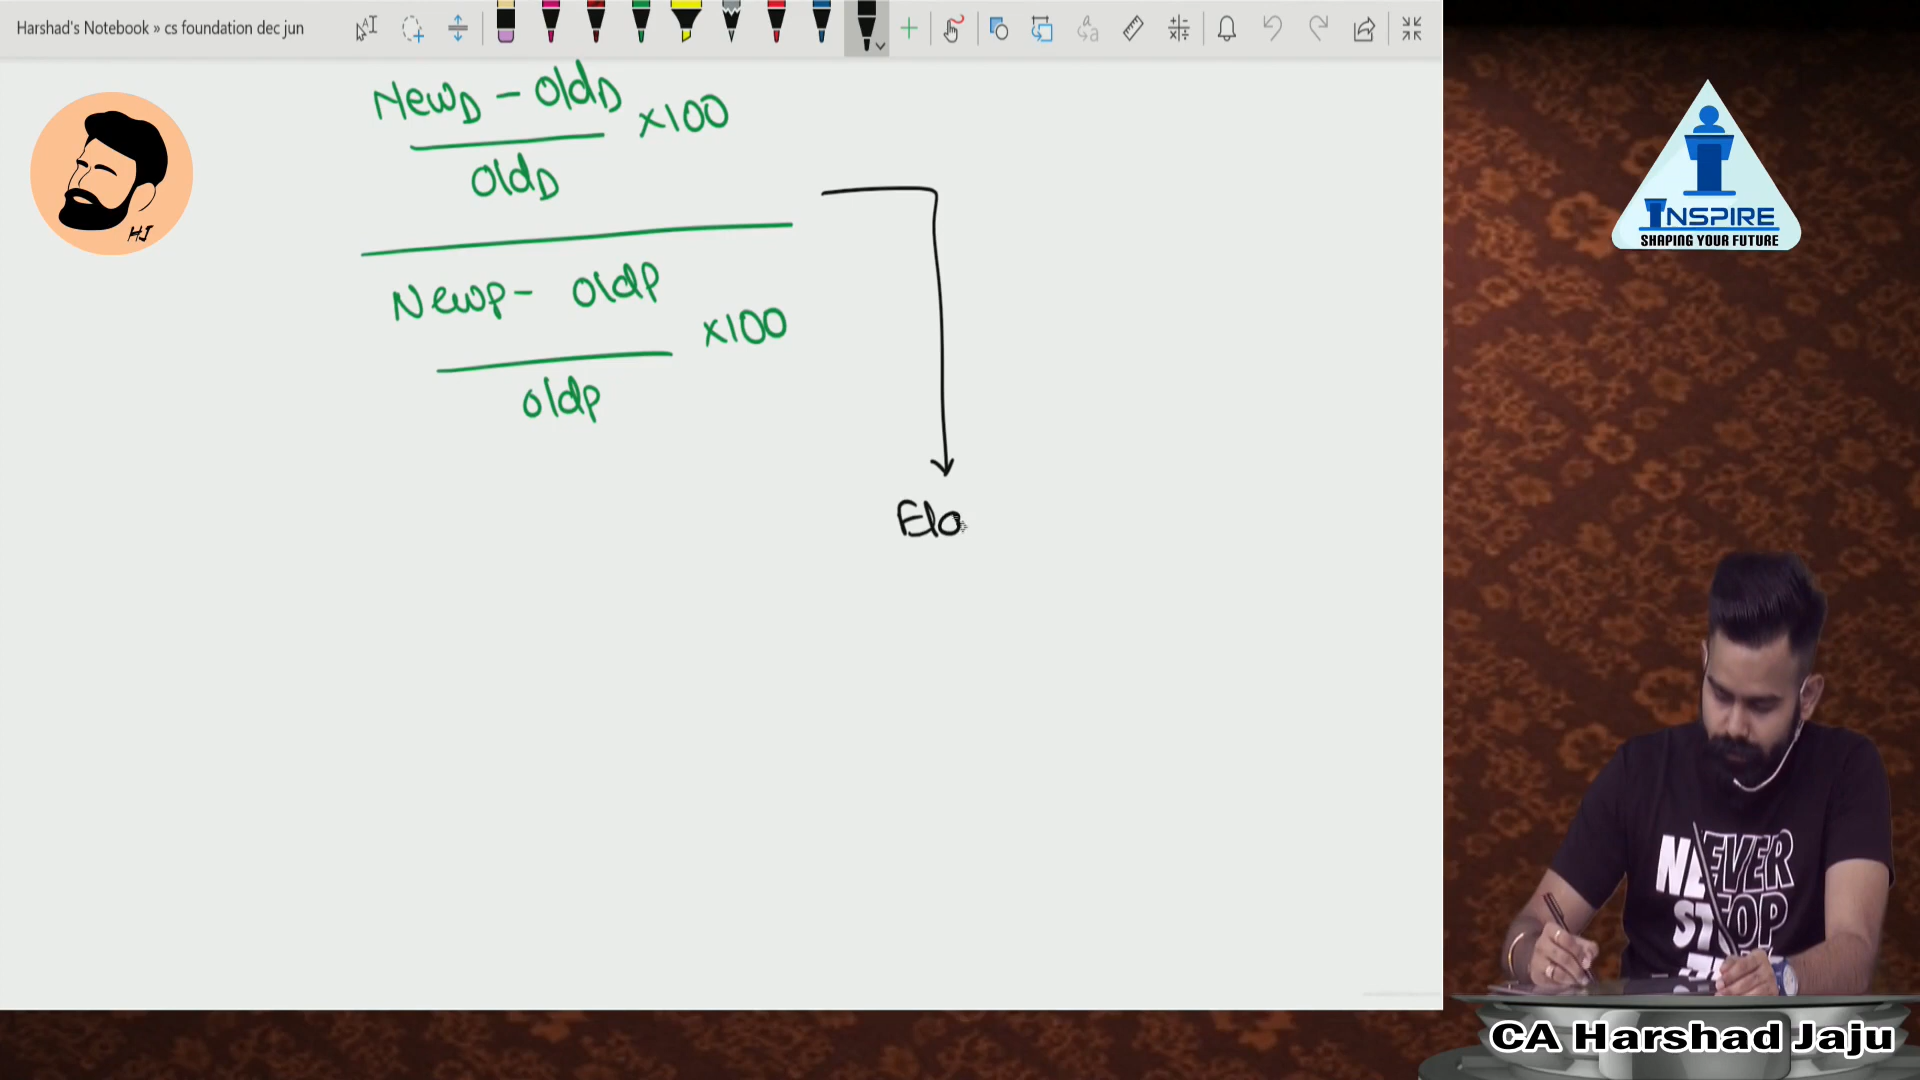 Harshad's Notebook » cs foundation dec jun
NewD - OldD ×100
OldD
NewP - OldP ×100
OldP
Ela
HJ
INSPIRE
SHAPING YOUR FUTURE
NEVER
STOP
CA Harshad Jaju